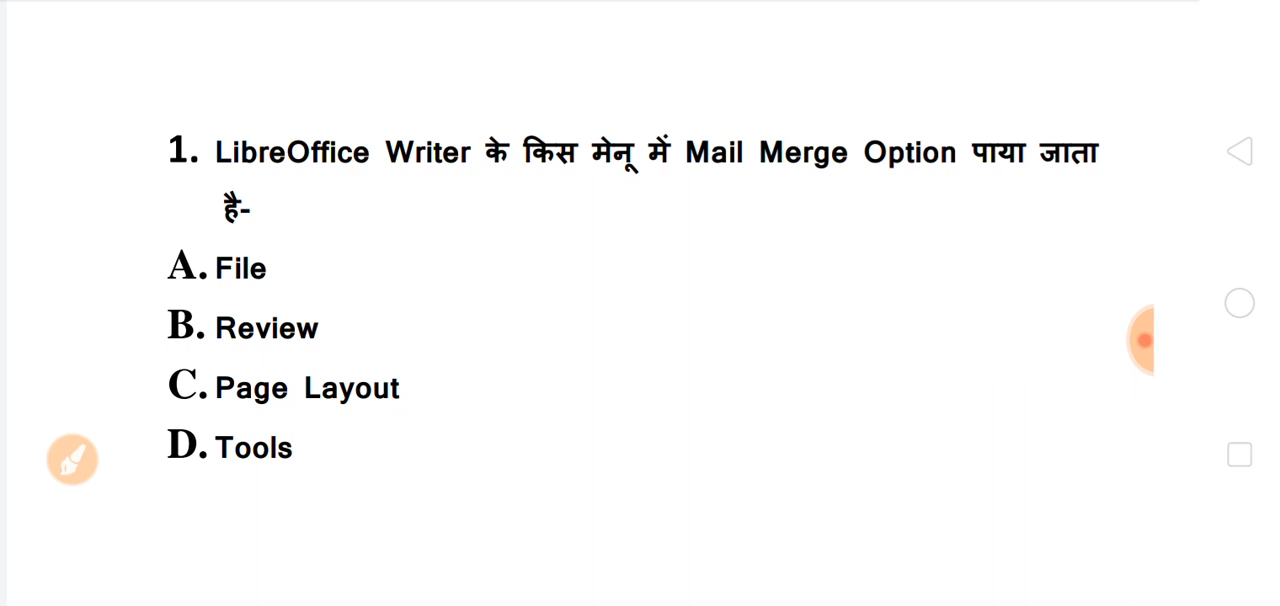 1. LibreOffice Writer के किस मेनू में Mail Merge Option पाया जाता
है-
A. File
B. Review
C. Page Layout
D. Tools